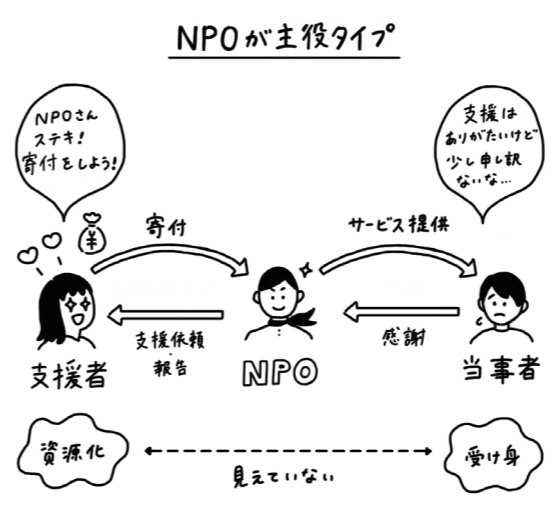 NPOが主役タイプ
NPOさん
ステキ!
寄付をしよう!
支援は
ありがたいけど
少し申し訳
ないな...
¥
寄付
サービス提供
支援依頼
・
報告
感謝
支援者
NPO
当事者
資源化
見えていない
受け身